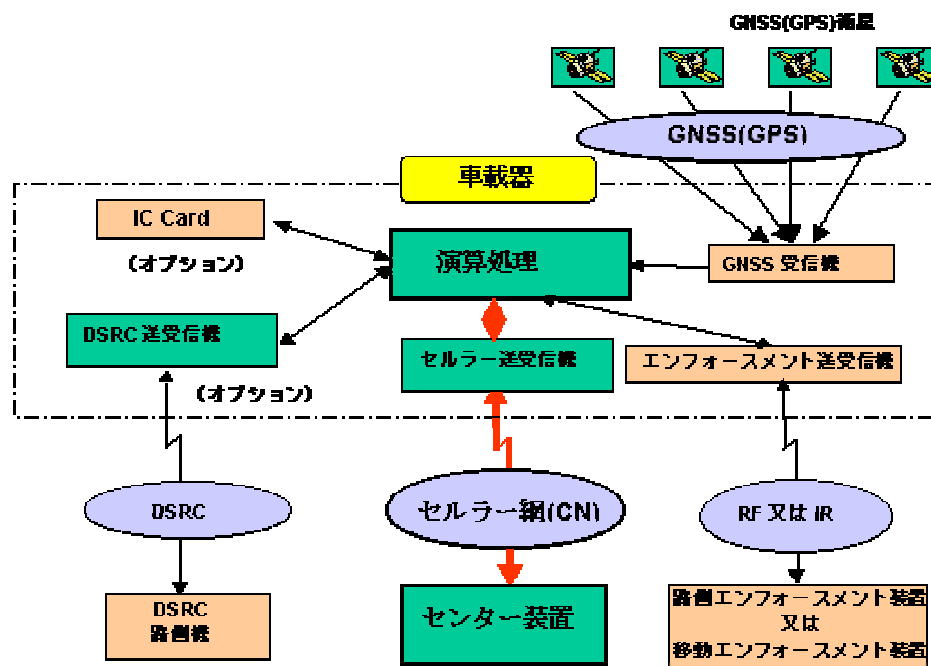 GNSS(GPS)衛星
GNSS(GPS)
車載器
IC Card
(オプション)
演算処理
GNSS 受信機
DSRC 送受信機
(オプション)
セルラー送受信機
エンフォースメント送受信機
DSRC
セルラー網(CN)
RF 又は IR
DSRC
路側機
センター装置
路側エンフォースメント装置
又は
移動エンフォースメント装置